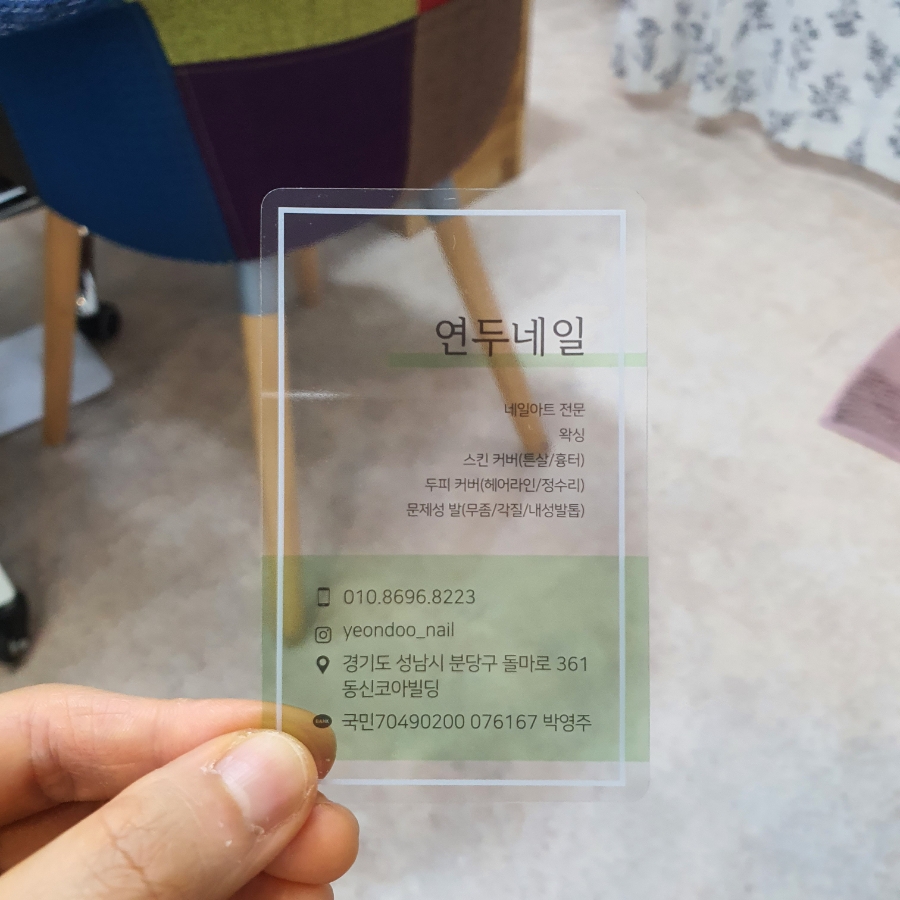 연두네일
네일아트 전문
왁싱
스킨 커버(튼살/흉터)
두피 커버(헤어라인/정수리)
문제성 발(무좀/각질/내성발톱)
010.8696.8223
yeondoo_nail
경기도 성남시 분당구 돌마로 361
동신코아빌딩
BANK 국민70490200 076167 박영주